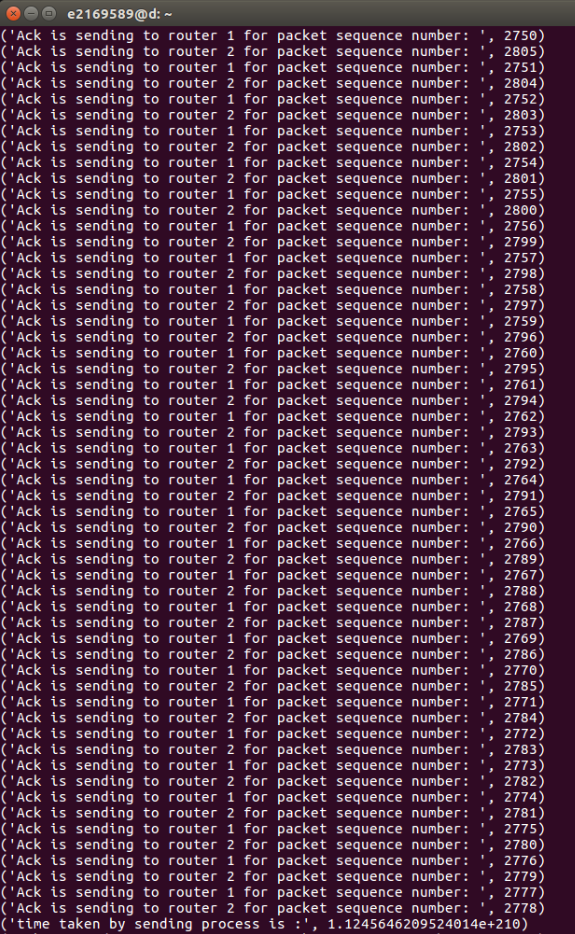 e2169589@d: ~
('Ack is sending to router 1 for packet sequence number: ', 2750)
('Ack is sending to router 2 for packet sequence number: ', 2805)
('Ack is sending to router 1 for packet sequence number: ', 2751)
('Ack is sending to router 2 for packet sequence number: ', 2804)
('Ack is sending to router 1 for packet sequence number: ', 2752)
('Ack is sending to router 2 for packet sequence number: ', 2803)
('Ack is sending to router 1 for packet sequence number: ', 2753)
('Ack is sending to router 2 for packet sequence number: ', 2802)
('Ack is sending to router 1 for packet sequence number: ', 2754)
('Ack is sending to router 2 for packet sequence number: ', 2801)
('Ack is sending to router 1 for packet sequence number: ', 2755)
('Ack is sending to router 2 for packet sequence number: ', 2800)
('Ack is sending to router 1 for packet sequence number: ', 2756)
('Ack is sending to router 2 for packet sequence number: ', 2799)
('Ack is sending to router 1 for packet sequence number: ', 2757)
('Ack is sending to router 2 for packet sequence number: ', 2798)
('Ack is sending to router 1 for packet sequence number: ', 2758)
('Ack is sending to router 2 for packet sequence number: ', 2797)
('Ack is sending to router 1 for packet sequence number: ', 2759)
('Ack is sending to router 2 for packet sequence number: ', 2796)
('Ack is sending to router 1 for packet sequence number: ', 2760)
('Ack is sending to router 2 for packet sequence number: ', 2795)
('Ack is sending to router 1 for packet sequence number: ', 2761)
('Ack is sending to router 2 for packet sequence number: ', 2794)
('Ack is sending to router 1 for packet sequence number: ', 2762)
('Ack is sending to router 2 for packet sequence number: ', 2793)
('Ack is sending to router 1 for packet sequence number: ', 2763)
('Ack is sending to router 2 for packet sequence number: ', 2792)
('Ack is sending to router 1 for packet sequence number: ', 2764)
('Ack is sending to router 2 for packet sequence number: ', 2791)
('Ack is sending to router 1 for packet sequence number: ', 2765)
('Ack is sending to router 2 for packet sequence number: ', 2790)
('Ack is sending to router 1 for packet sequence number: ', 2766)
('Ack is sending to router 2 for packet sequence number: ', 2789)
('Ack is sending to router 1 for packet sequence number: ', 2767)
('Ack is sending to router 2 for packet sequence number: ', 2788)
('Ack is sending to router 1 for packet sequence number: ', 2768)
('Ack is sending to router 2 for packet sequence number: ', 2787)
('Ack is sending to router 1 for packet sequence number: ', 2769)
('Ack is sending to router 2 for packet sequence number: ', 2786)
('Ack is sending to router 1 for packet sequence number: ', 2770)
('Ack is sending to router 2 for packet sequence number: ', 2785)
('Ack is sending to router 1 for packet sequence number: ', 2771)
('Ack is sending to router 2 for packet sequence number: ', 2784)
('Ack is sending to router 1 for packet sequence number: ', 2772)
('Ack is sending to router 2 for packet sequence number: ', 2783)
('Ack is sending to router 1 for packet sequence number: ', 2773)
('Ack is sending to router 2 for packet sequence number: ', 2782)
('Ack is sending to router 1 for packet sequence number: ', 2774)
('Ack is sending to router 2 for packet sequence number: ', 2781)
('Ack is sending to router 1 for packet sequence number: ', 2775)
('Ack is sending to router 2 for packet sequence number: ', 2780)
('Ack is sending to router 1 for packet sequence number: ', 2776)
('Ack is sending to router 2 for packet sequence number: ', 2779)
('Ack is sending to router 1 for packet sequence number: ', 2777)
('Ack is sending to router 2 for packet sequence number: ', 2778)
('time taken by sending process is :', 1.1245646209524014e+210)